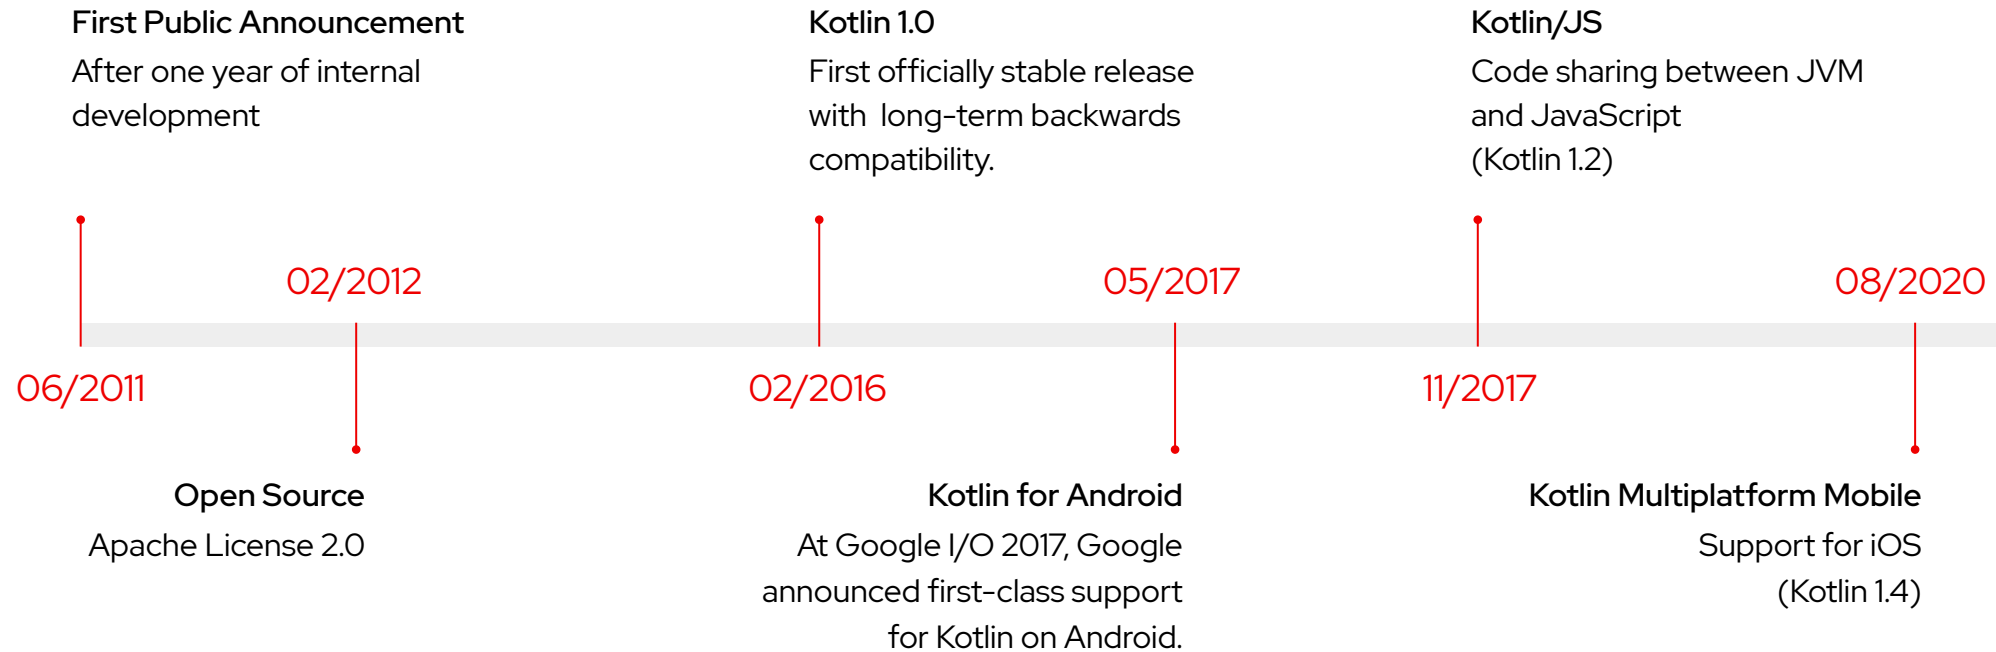 First Public Announcement
After one year of internal
development
Kotlin 1.0
First officially stable release
with  long-term backwards
compatibility.
Kotlin/JS
Code sharing between JVM
and JavaScript
(Kotlin 1.2)
02/2012
05/2017
08/2020
06/2011
02/2016
11/2017
Open Source
Apache License 2.0
Kotlin for Android
At Google I/O 2017, Google
announced first-class support
for Kotlin on Android.
Kotlin Multiplatform Mobile
Support for iOS
(Kotlin 1.4)